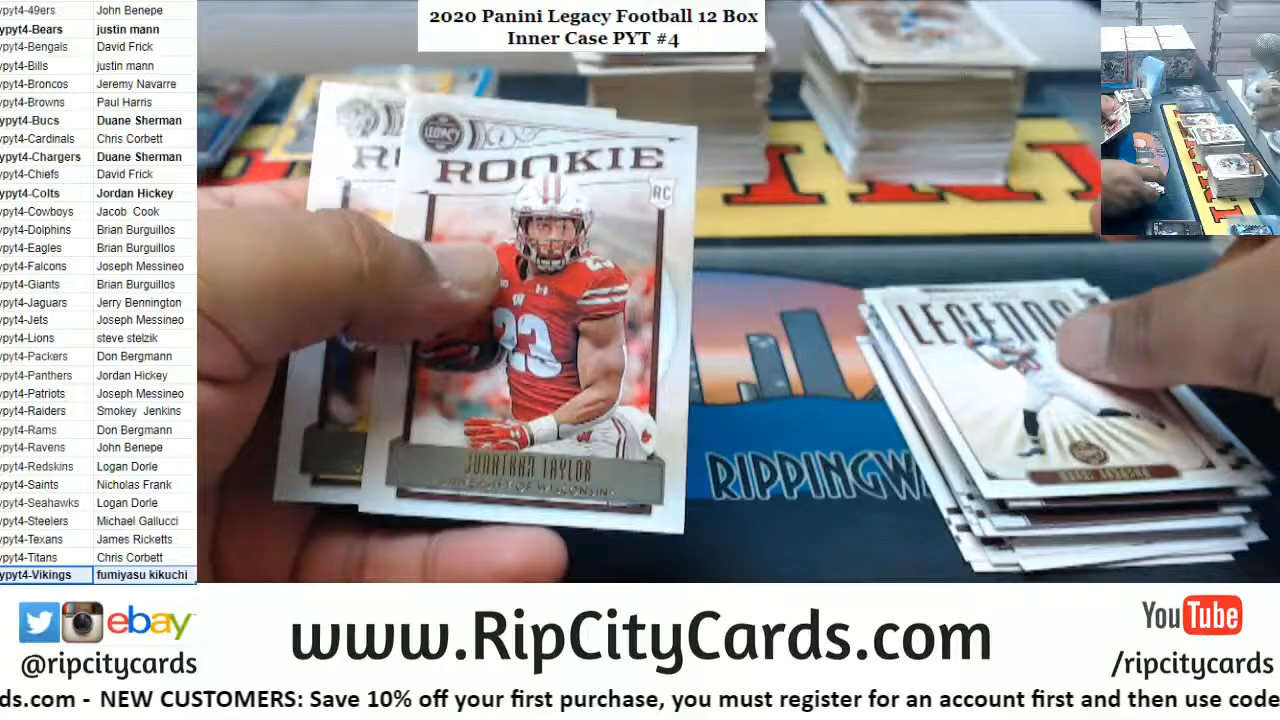 ypyt4-49ers John Benepe
ypyt4-Bears justin mann
ypyt4-Bengals David Frick
ypyt4-Bills justin mann
ypyt4-Broncos Jeremy Navarre
ypyt4-Browns Paul Harris
ypyt4-Bucs Duane Sherman
ypyt4-Cardinals Chris Corbett
ypyt4-Chargers Duane Sherman
ypyt4-Chiefs David Frick
ypyt4-Colts Jordan Hickey
ypyt4-Cowboys Jacob Cook
ypyt4-Dolphins Brian Burguillos
ypyt4-Eagles Brian Burguillos
ypyt4-Falcons Joseph Messineo
ypyt4-Giants Brian Burguillos
ypyt4-Jaguars Jerry Bennington
ypyt4-Jets Joseph Messineo
ypyt4-Lions steve stelzik
ypyt4-Packers Don Bergmann
ypyt4-Panthers Jordan Hickey
ypyt4-Patriots Joseph Messineo
ypyt4-Raiders Smokey Jenkins
ypyt4-Rams Don Bergmann
ypyt4-Ravens John Benepe
ypyt4-Redskins Logan Dorle
ypyt4-Saints Nicholas Frank
ypyt4-Seahawks Logan Dorle
ypyt4-Steelers Michael Gallucci
ypyt4-Texans James Ricketts
ypyt4-Titans Chris Corbett
ypyt4-Vikings fumiyasu kikuchi
2020 Panini Legacy Football 12 Box
Inner Case PYT #4
LEGACY
ROOKIE
RC
W
23
JONATHAN TAYLOR
UNIVERSITY OF WISCONSIN
LEGENDS
RIPPINGW
ebay
@ripcitycards
www.RipCityCards.com
YouTube
/ripcitycards
ds.com - NEW CUSTOMERS: Save 10% off your first purchase, you must register for an account first and then use code